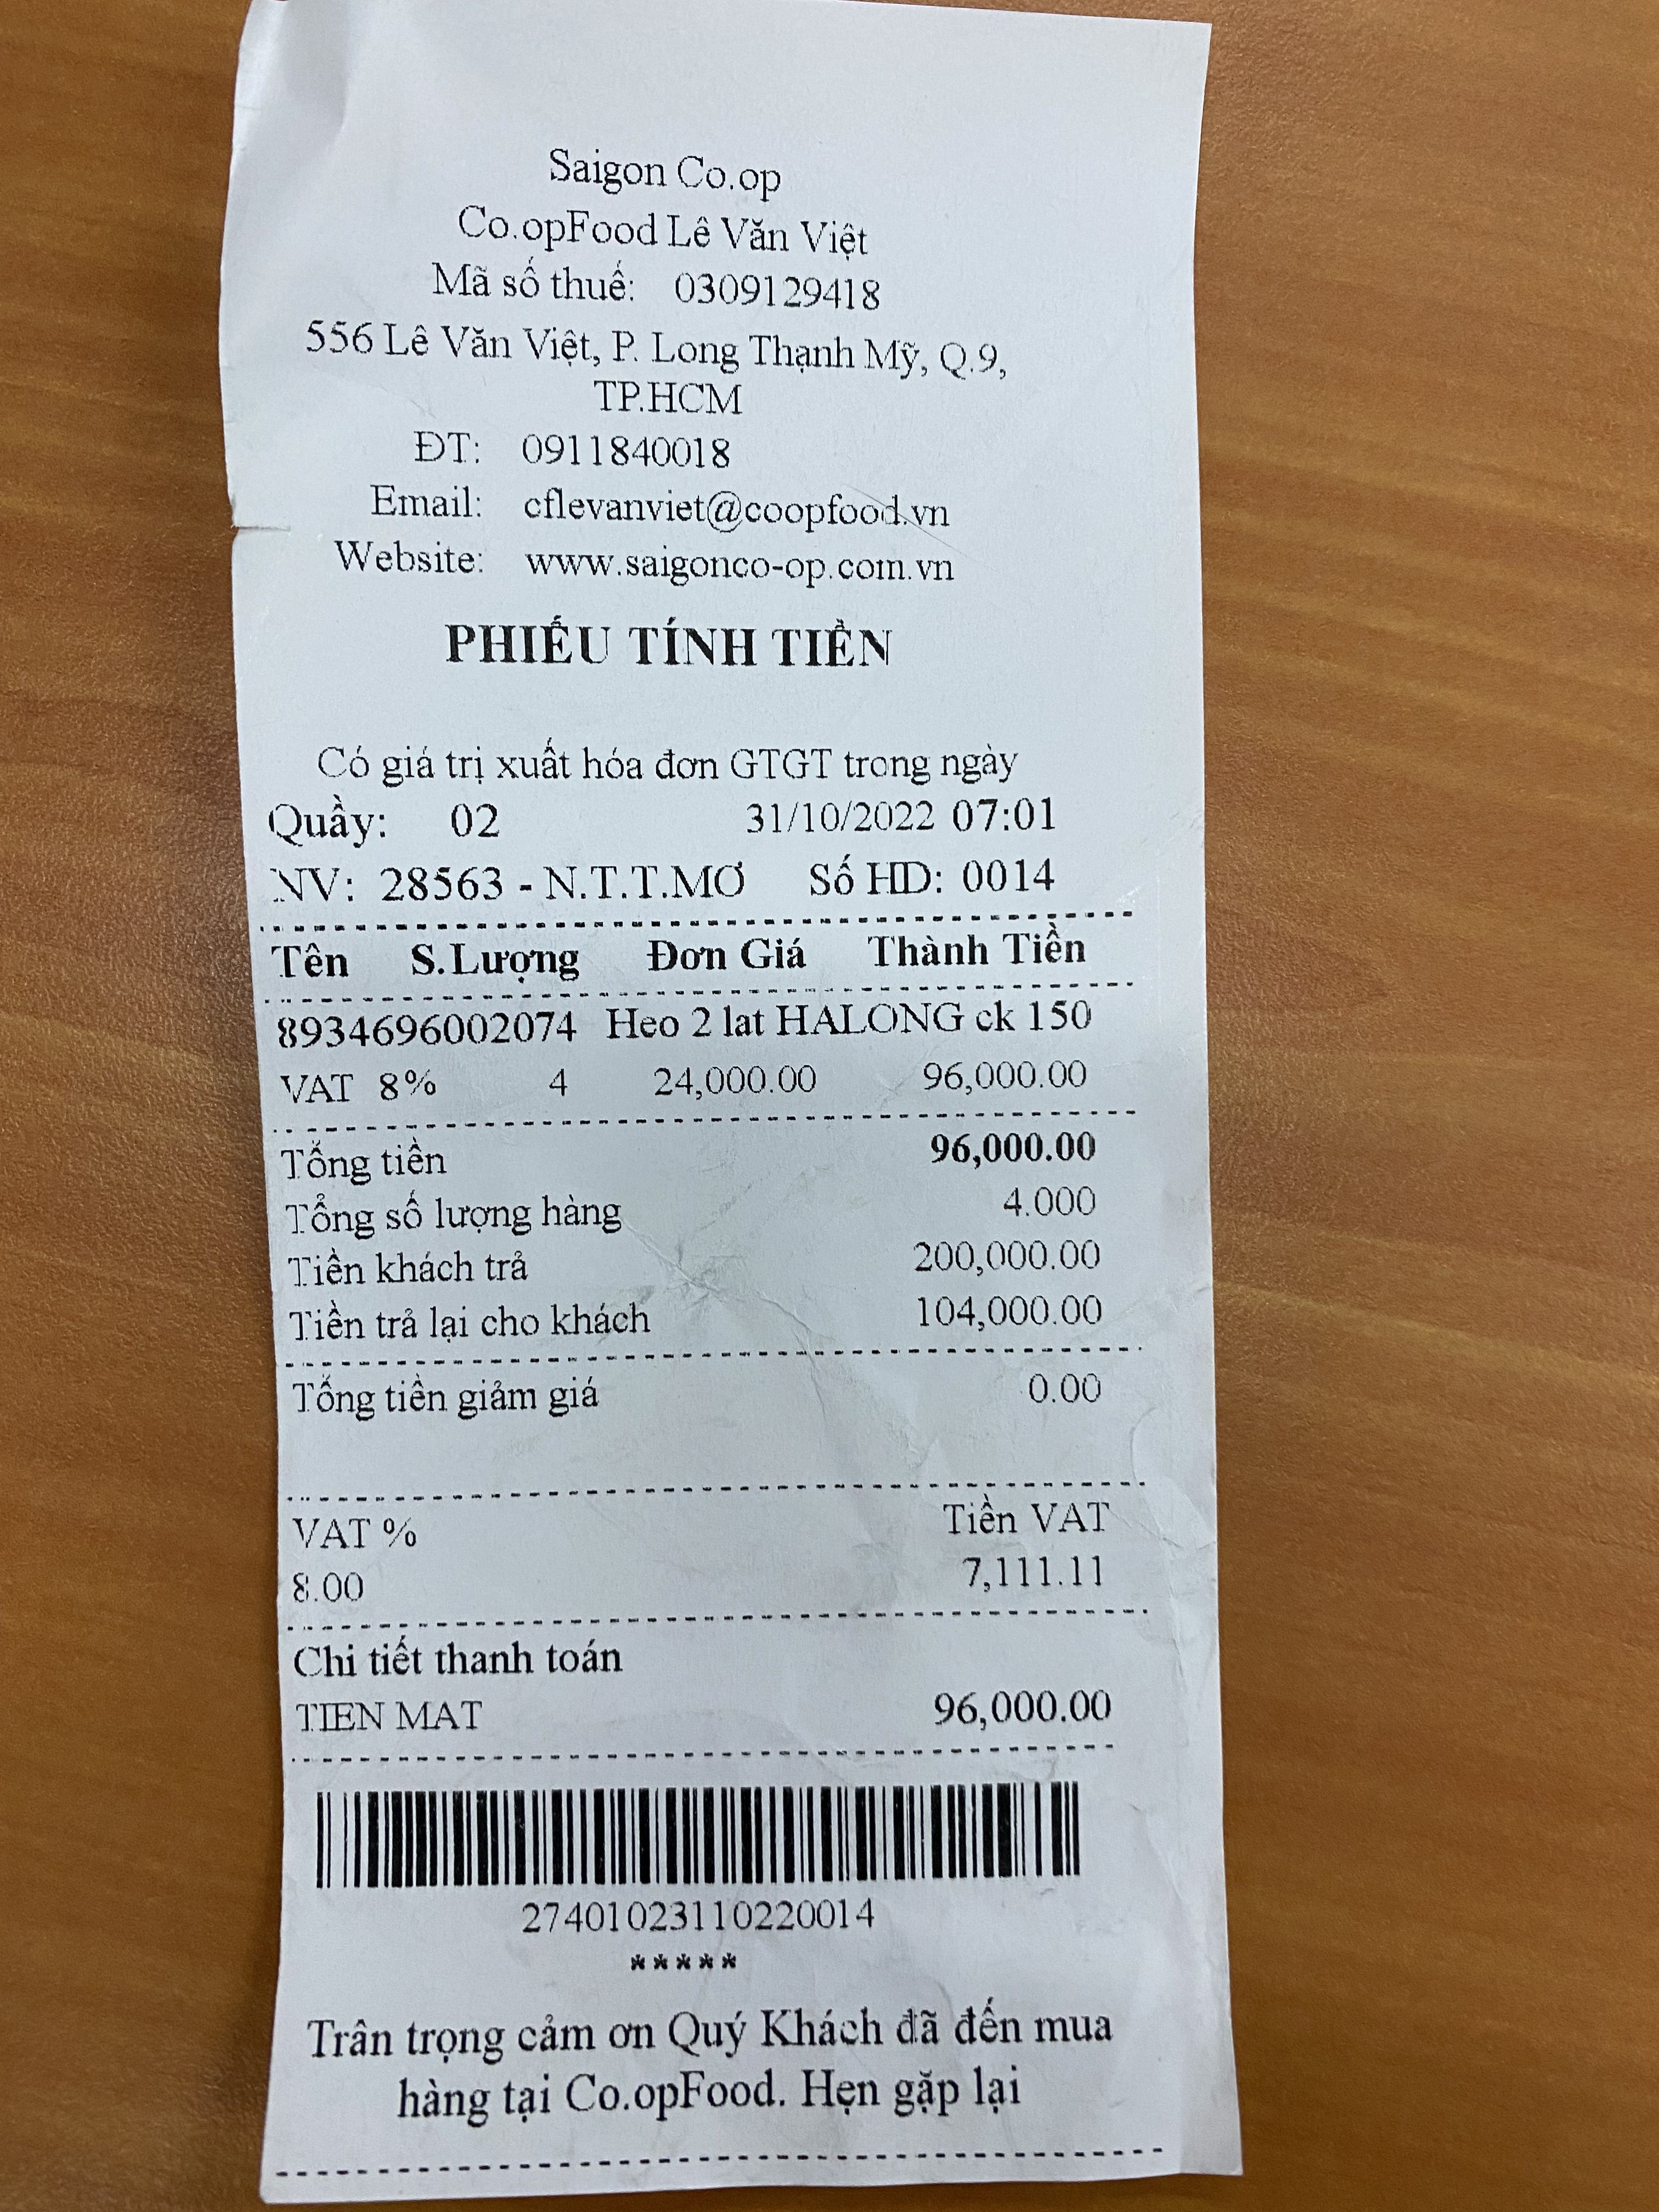 Saigon Co.op
Co.opFood Lê Văn Việt
Mã số thuế: 0309129418
556 Lê Văn Việt, P. Long Thạnh Mỹ, Q.9,
TP.HCM
ĐT: 0911840018
Email: cflevanviet@coopfood.vn
Website: www.saigonco-op.com.vn
PHIẾU TÍNH TIỀN
Có giá trị xuất hóa đơn GTGT trong ngày
Quầy: 02 31/10/2022 07:01
NV: 28563 - N.T.T.MƠ Số HD: 0014
Tên S.Lượng Đơn Giá Thành Tiền
8934696002074 Heo 2 lat HALONG ck 150
VAT 8% 4 24,000.00 96,000.00
Tổng tiền 96,000.00
Tổng số lượng hàng 4.000
Tiền khách trả 200,000.00
Tiền trả lại cho khách 104,000.00
Tổng tiền giảm giá 0.00
VAT % Tiền VAT
8.00 7,111.11
Chi tiết thanh toán
TIEN MAT 96,000.00
27401023110220014
*****
Trân trọng cảm ơn Quý Khách đã đến mua
hàng tại Co.opFood. Hẹn gặp lại